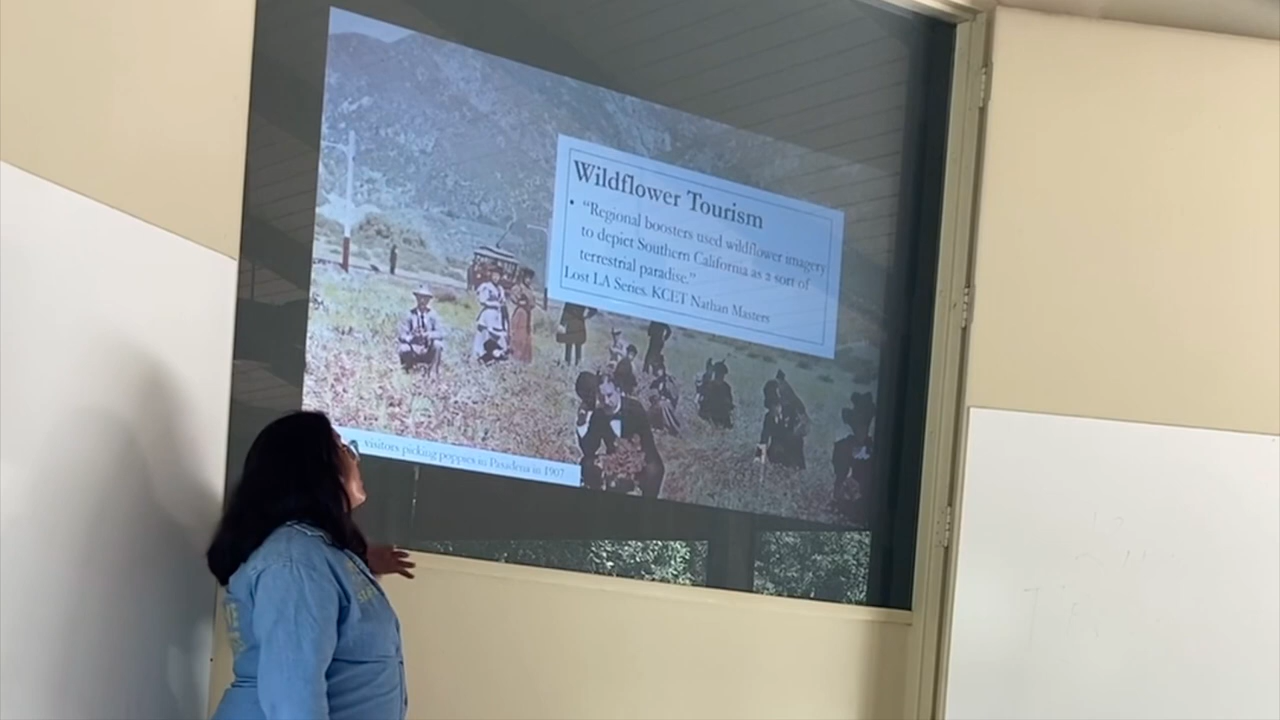 Wildflower Tourism
• “Regional boosters used wildflower imagery
to depict Southern California as a sort of
terrestrial paradise.”
Lost LA Series. KCET Nathan Masters
visitors picking poppies in Pasadena in 1907